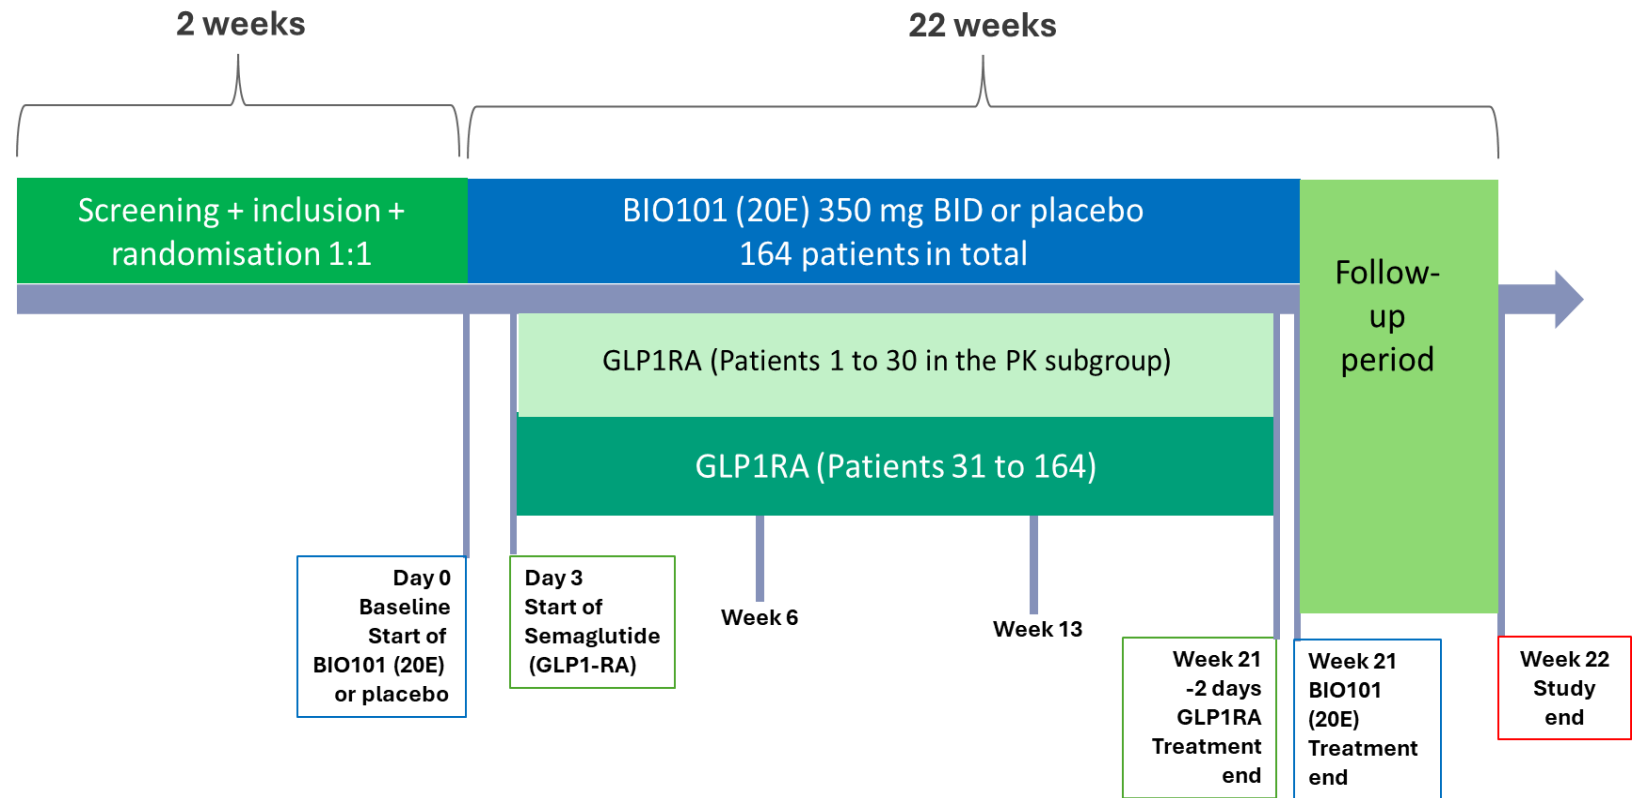 2 weeks
22 weeks
Screening + inclusion +
randomisation 1:1
BIO101 (20E) 350 mg BID or placebo
164 patients in total
Follow-
up
period
GLP1RA (Patients 1 to 30 in the PK subgroup)
GLP1RA (Patients 31 to 164)
Day 0
Baseline
Start of
BIO101 (20E)
or placebo
Day 3
Start of
Semaglutide
(GLP1-RA)
Week 6
Week 13
Week 21
-2 days
GLP1RA
Treatment
end
Week 21
BIO101
(20E)
Treatment
end
Week 22
Study
end